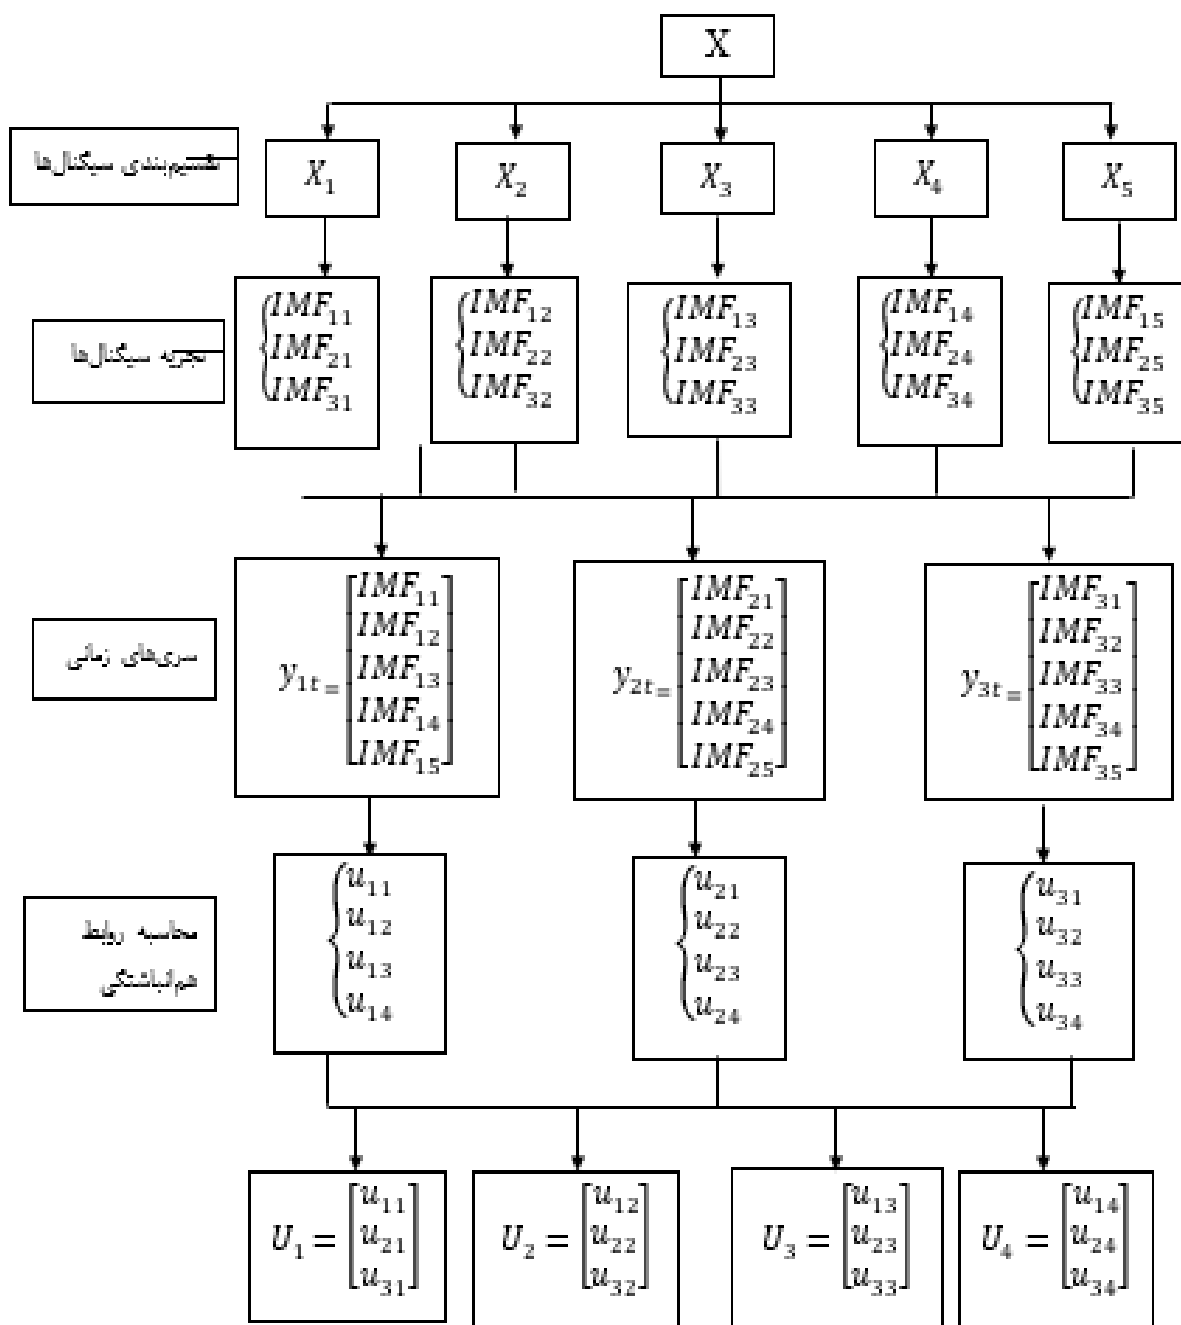 X
تقسیم‌بندی سیگنال‌ها
X₁ X₂ X₃ X₄ X₅
تجزیه سیگنال‌ها
IMF₁₁ IMF₁₂ IMF₁₃ IMF₁₄ IMF₁₅
IMF₂₁ IMF₂₂ IMF₂₃ IMF₂₄ IMF₂₅
IMF₃₁ IMF₃₂ IMF₃₃ IMF₃₄ IMF₃₅
سری‌های زمانی
y₁ₜ =
IMF₁₁
IMF₁₂
IMF₁₃
IMF₁₄
IMF₁₅
y₂ₜ =
IMF₂₁
IMF₂₂
IMF₂₃
IMF₂₄
IMF₂₅
y₃ₜ =
IMF₃₁
IMF₃₂
IMF₃₃
IMF₃₄
IMF₃₅
محاسبه روابط
هم‌انباشتگی
u₁₁
u₁₂
u₁₃
u₁₄
u₂₁
u₂₂
u₂₃
u₂₄
u₃₁
u₃₂
u₃₃
u₃₄
U₁ =
u₁₁
u₂₁
u₃₁
U₂ =
u₁₂
u₂₂
u₃₂
U₃ =
u₁₃
u₂₃
u₃₃
U₄ =
u₁₄
u₂₄
u₃₄